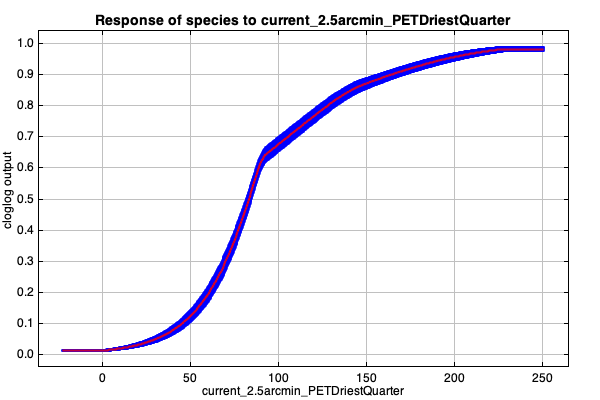 Response of species to current_2.5arcmin_PETDriestQuarter
1.0
0.9
0.8
0.7
0.6
0.5
0.4
0.3
0.2
0.1
0.0
cloglog output
0 50 100 150 200 250
current_2.5arcmin_PETDriestQuarter